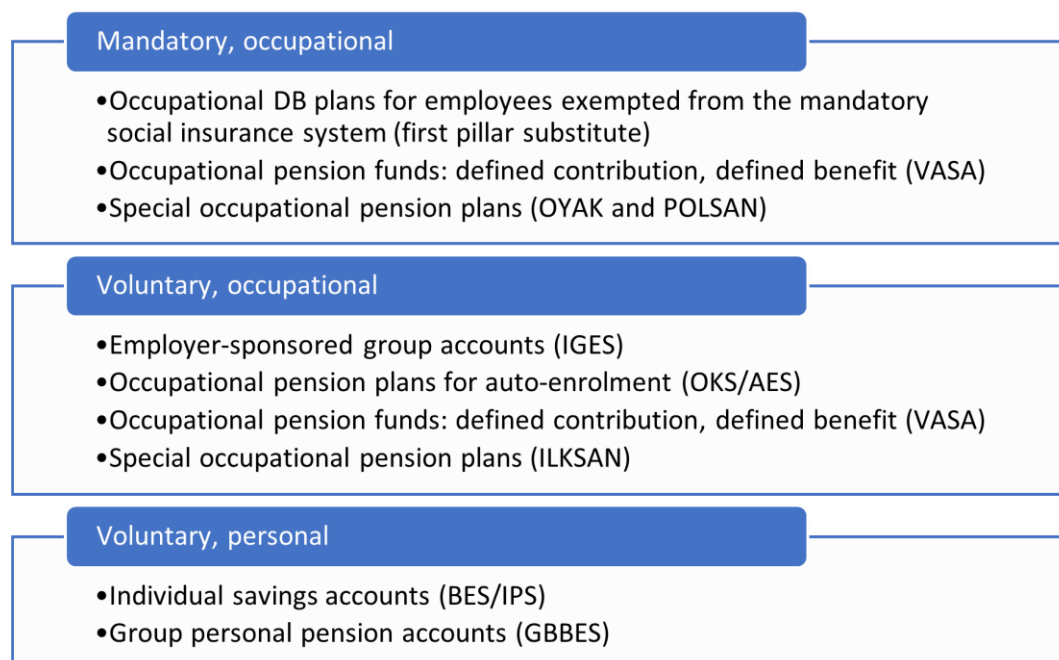 Mandatory, occupational
•Occupational DB plans for employees exempted from the mandatory
social insurance system (first pillar substitute)
•Occupational pension funds: defined contribution, defined benefit (VASA)
•Special occupational pension plans (OYAK and POLSAN)
Voluntary, occupational
•Employer-sponsored group accounts (IGES)
•Occupational pension plans for auto-enrolment (OKS/AES)
•Occupational pension funds: defined contribution, defined benefit (VASA)
•Special occupational pension plans (ILKSAN)
Voluntary, personal
•Individual savings accounts (BES/IPS)
•Group personal pension accounts (GBBES)